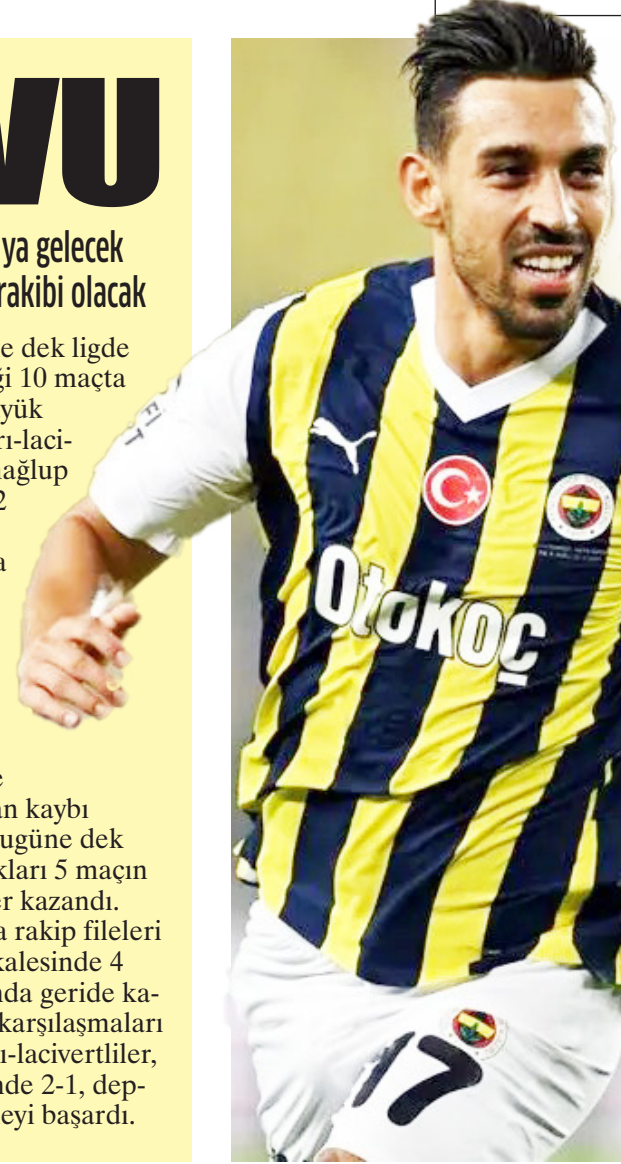 VU
ya gelecek
rakibi olacak
e dek ligde
ği 10 maçta
yük
rı-laci-
nağlup
2
a
e
an kaybı
ugüne dek
kları 5 maçın
er kazandı.
a rakip fileleri
kalesinde 4
nda geride ka-
karşılaşmaları
ı-lacivertliler,
nde 2-1, dep-
leyi başardı.
Otokoç
17